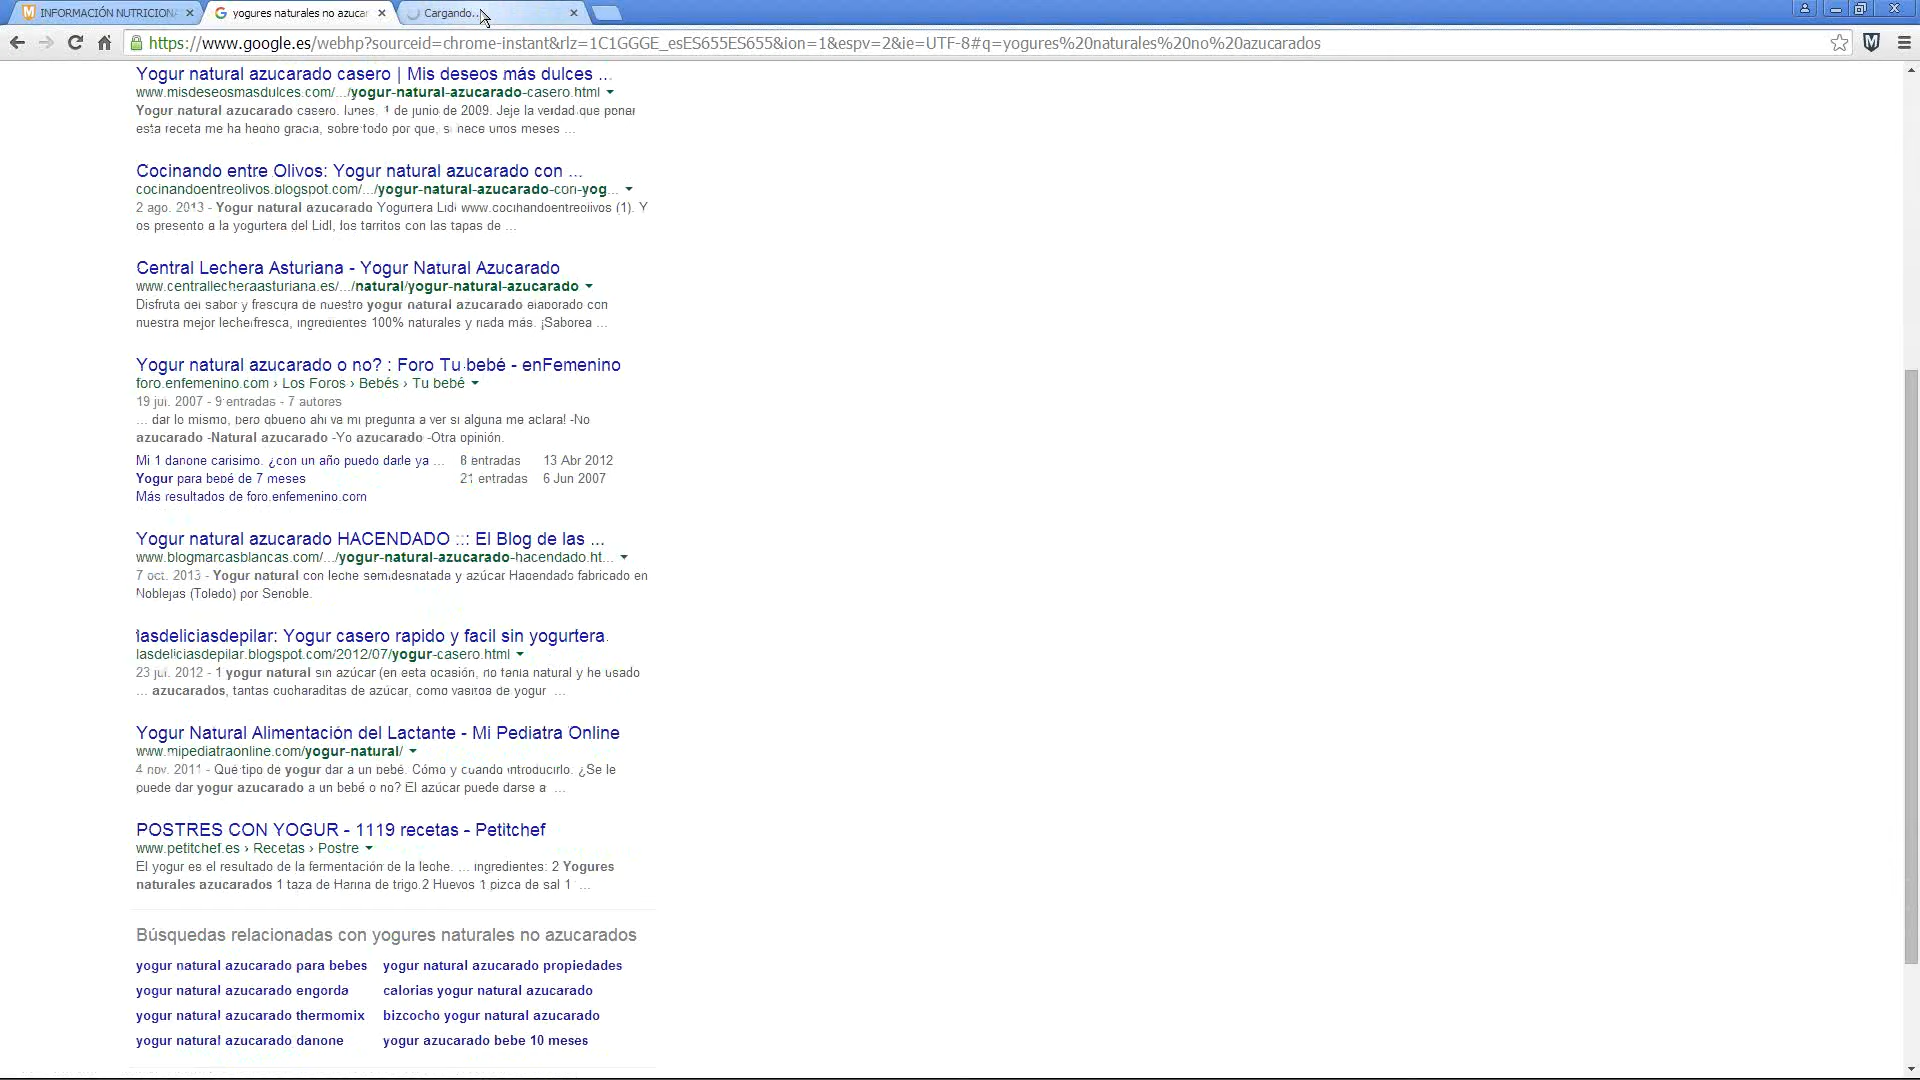 INFORMACIÓN NUTRICION
yogures naturales no azucar
Cargando...
https://www.google.es/webhp?sourceid=chrome-instant&rlz=1C1GGGE_esES655ES655&ion=1&espv=2&ie=UTF-8#q=yogures%20naturales%20no%20azucarados
Yogur natural azucarado casero | Mis deseos más dulces ...
www.misdeseosmasdulces.com/.../yogur-natural-azucarado-casero.html
Yogur natural azucarado casero. lunes, 1 de junio de 2009. Jeje la verdad que poner
esta receta me ha hecho gracia, sobre todo por que, si hace unos meses ...
Cocinando entre Olivos: Yogur natural azucarado con ...
cocinandoentreolivos.blogspot.com/.../yogur-natural-azucarado-con-yog...
2 ago. 2013 - Yogur natural azucarado Yogurtera Lidl www.cocinandoentreolivos (1). Y
os presento a la yogurtera del Lidl, los tarritos con las tapas de ...
Central Lechera Asturiana - Yogur Natural Azucarado
www.centrallecheraasturiana.es/.../natural/yogur-natural-azucarado
Disfruta del sabor y frescura de nuestro yogur natural azucarado elaborado con
nuestra mejor leche fresca, ingredientes 100% naturales y nada más. ¡Saborea ...
Yogur natural azucarado o no? : Foro Tu bebé - enFemenino
foro.enfemenino.com › Los Foros › Bebés › Tu bebé
19 jul. 2007 - 9 entradas - 7 autores
... dar lo mismo, pero qbueno ahi va mi pregunta a ver si alguna me aclara! -No
azucarado -Natural azucarado -Yo azucarado -Otra opinión.
Mi 1 danone carisimo. ¿con un año puedo darle ya ... 8 entradas 13 Abr 2012
Yogur para bebé de 7 meses 21 entradas 6 Jun 2007
Más resultados de foro.enfemenino.com
Yogur natural azucarado HACENDADO ::: El Blog de las ...
www.blogmarcasblancas.com/.../yogur-natural-azucarado-hacendado.ht...
7 oct. 2013 - Yogur natural con leche semidesnatada y azúcar Hacendado fabricado en
Noblejas (Toledo) por Senoble.
lasdeliciasdepilar: Yogur casero rapido y facil sin yogurtera.
lasdeliciasdepilar.blogspot.com/2012/07/yogur-casero.html
23 jul. 2012 - 1 yogur natural sin azúcar (en esta ocasión, no tenia natural y he usado
... azucarados, tantas cucharaditas de azúcar, como vasitos de yogur ...
Yogur Natural Alimentación del Lactante - Mi Pediatra Online
www.mipediatraonline.com/yogur-natural/
4 nov. 2011 - Qué tipo de yogur dar a un bebé. Cómo y cuando introducirlo. ¿Se le
puede dar yogur azucarado a un bebé o no? El azúcar puede darse a ...
POSTRES CON YOGUR - 1119 recetas - Petitchef
www.petitchef.es › Recetas › Postre
El yogur es el resultado de la fermentación de la leche. ... ingredientes: 2 Yogures
naturales azucarados 1 taza de Harina de trigo.2 Huevos 1 pizca de sal 1 ...
Búsquedas relacionadas con yogures naturales no azucarados
yogur natural azucarado para bebes yogur natural azucarado propiedades
yogur natural azucarado engorda calorias yogur natural azucarado
yogur natural azucarado thermomix bizcocho yogur natural azucarado
yogur natural azucarado danone yogur azucarado bebe 10 meses